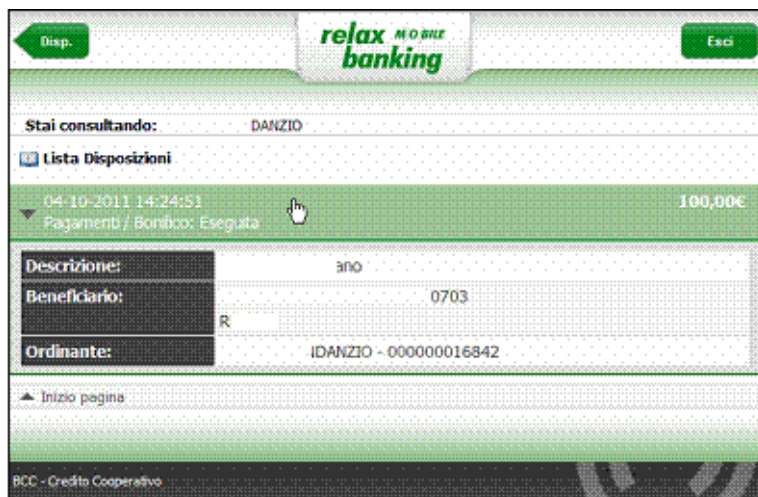 Disp.
relax MOBILE
banking
Esci
Stai consultando: DANZIO
Lista Disposizioni
04-10-2011 14:24:51 100,00€
Pagamenti / Bonifico: Eseguita
Descrizione: ano
Beneficiario: 0703
R
Ordinante: IDANZIO - 000000016842
Inizio pagina
BCC - Credito Cooperativo